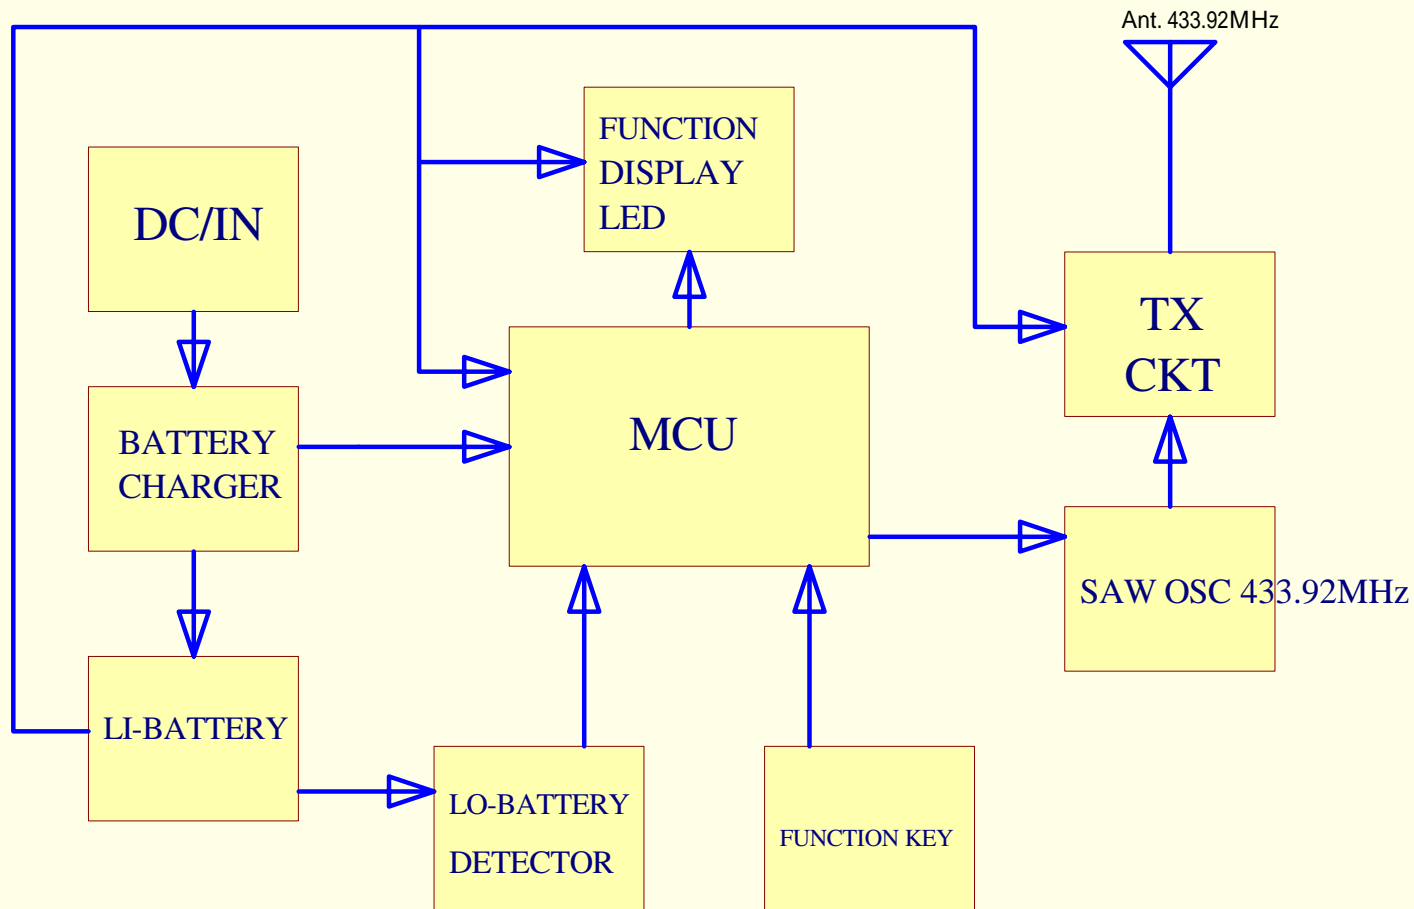 Ant. 433.92MHz
FUNCTION
DISPLAY
LED
DC/IN
TX
CKT
MCU
BATTERY
CHARGER
SAW OSC 433.92MHz
LI-BATTERY
LO-BATTERY
DETECTOR
FUNCTION KEY